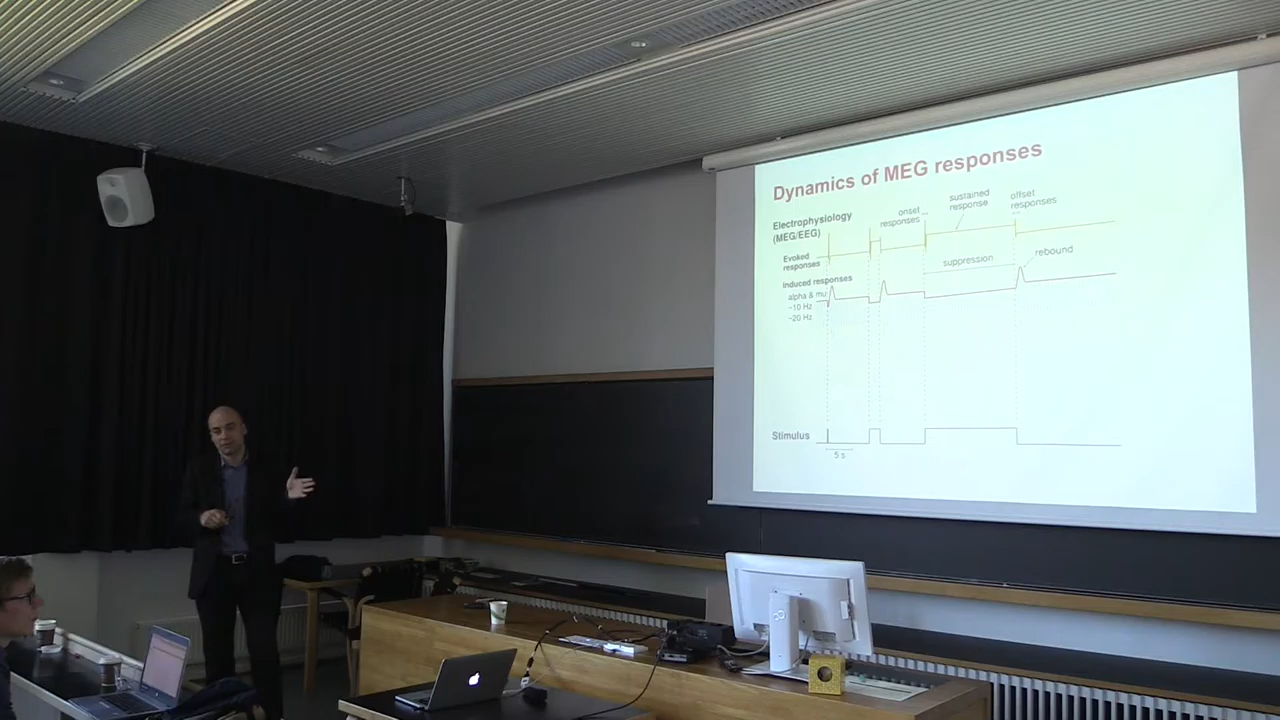 Dynamics of MEG responses
Electrophysiology
(MEG/EEG)
onset
responses
sustained
response
offset
responses
Evoked
responses
suppression
rebound
Induced responses
alpha & mu
~10 Hz
~20 Hz
Stimulus
5 s